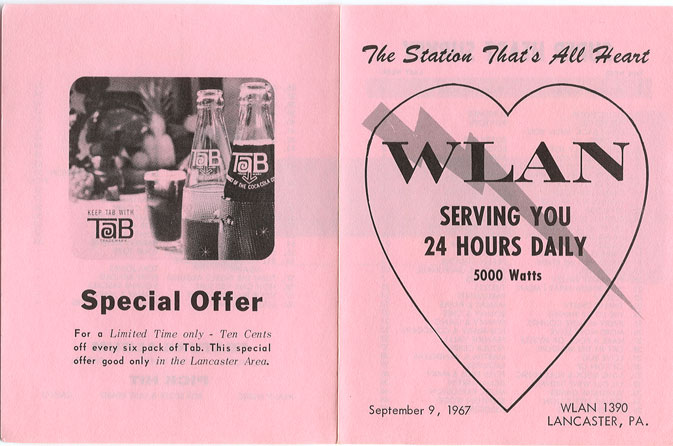 KEEP TAB WITH
TaB
TRADEMARK
TaB
TaB
Special Offer
For a Limited Time only - Ten Cents
off every six pack of Tab. This special
offer good only in the Lancaster Area.
The Station That's All Heart
WLAN
SERVING YOU
24 HOURS DAILY
5000 Watts
September 9, 1967
WLAN 1390
LANCASTER, PA.